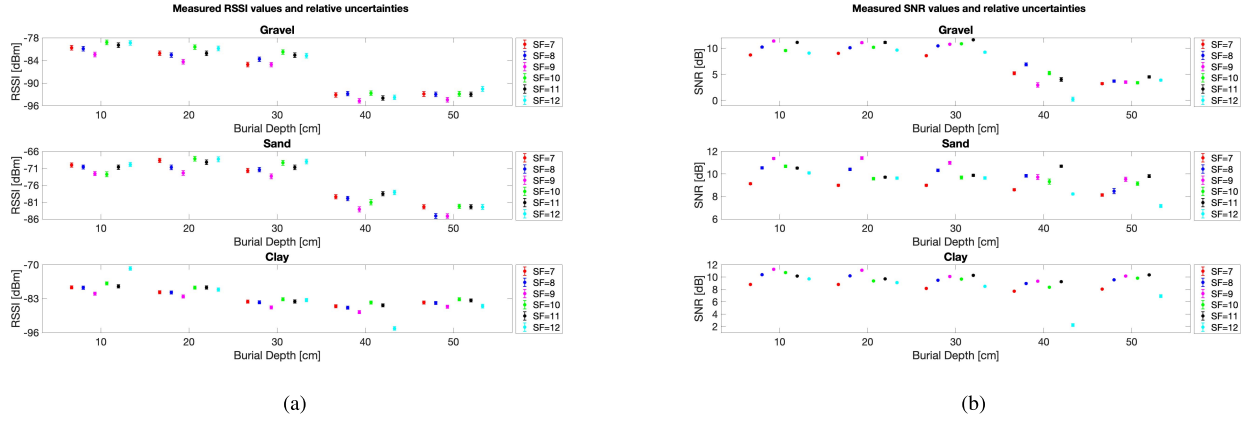 Measured RSSI values and relative uncertainties
Gravel
-78
-84
-90
-96
RSSI [dBm]
10
20
30
40
50
Burial Depth [cm]
SF=7
SF=8
SF=9
SF=10
SF=11
SF=12
Sand
-66
-71
-76
-81
-86
RSSI [dBm]
10
20
30
40
50
Burial Depth [cm]
SF=7
SF=8
SF=9
SF=10
SF=11
SF=12
Clay
-70
-83
-96
RSSI [dBm]
10
20
30
40
50
Burial Depth [cm]
SF=7
SF=8
SF=9
SF=10
SF=11
SF=12
(a)
Measured SNR values and relative uncertainties
Gravel
10
5
0
SNR [dB]
10
20
30
40
50
Burial Depth [cm]
SF=7
SF=8
SF=9
SF=10
SF=11
SF=12
Sand
12
10
8
6
SNR [dB]
10
20
30
40
50
Burial Depth [cm]
SF=7
SF=8
SF=9
SF=10
SF=11
SF=12
Clay
12
10
8
6
4
2
SNR [dB]
10
20
30
40
50
Burial Depth [cm]
SF=7
SF=8
SF=9
SF=10
SF=11
SF=12
(b)